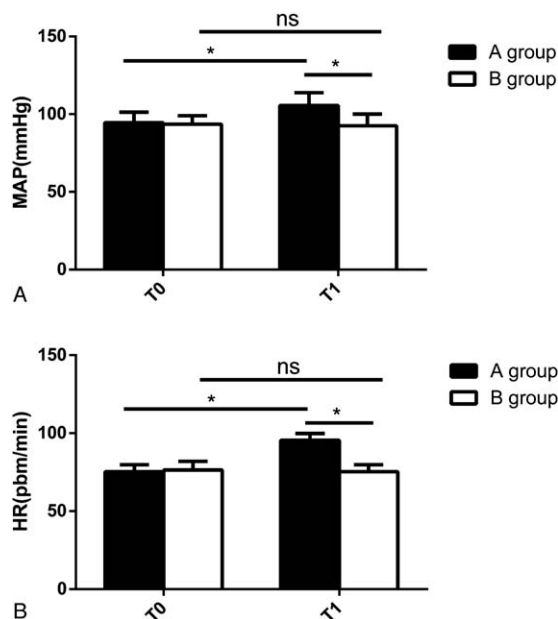 ns
150
*
*
A group
B group
100
MAP(mmHg)
50
0
T0
T1
A
150
ns
A group
B group
*
*
100
HR(pbm/min)
50
0
T0
T1
B